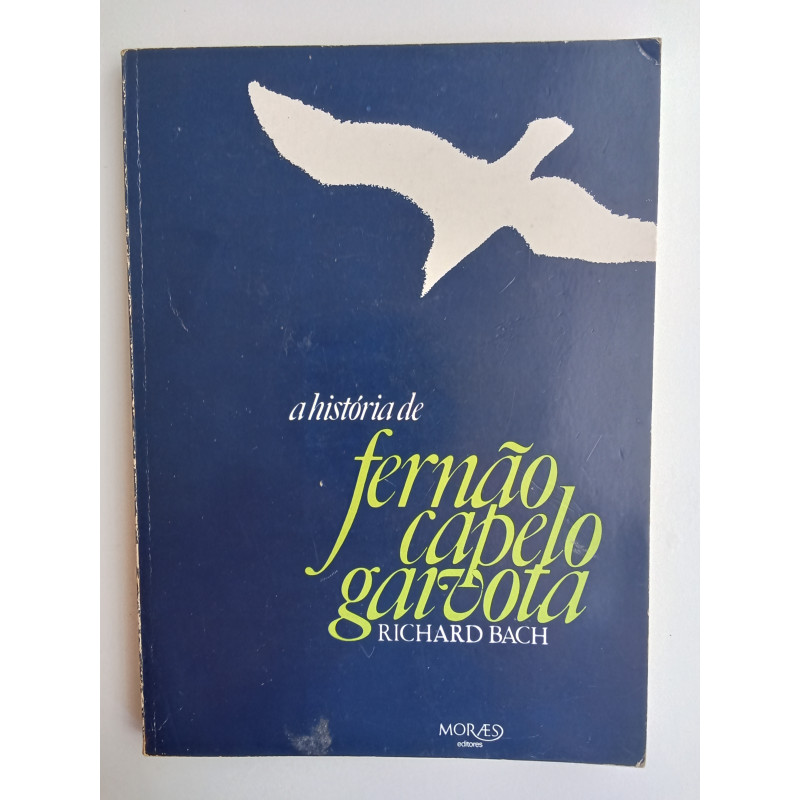 a história de
fernão
capelo
gaivota
RICHARD BACH
MORÆS
editores